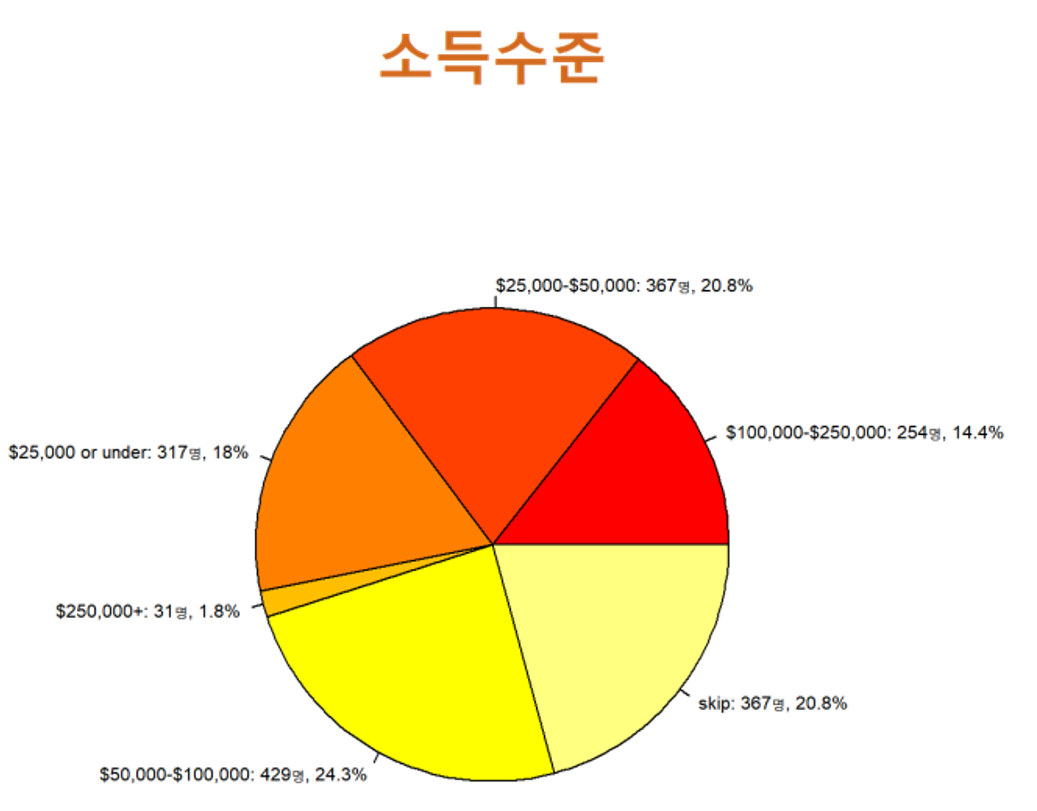 소득수준
$25,000-$50,000: 367명, 20.8%
$100,000-$250,000: 254명, 14.4%
$25,000 or under: 317명, 18%
$250,000+: 31명, 1.8%
skip: 367명, 20.8%
$50,000-$100,000: 429명, 24.3%